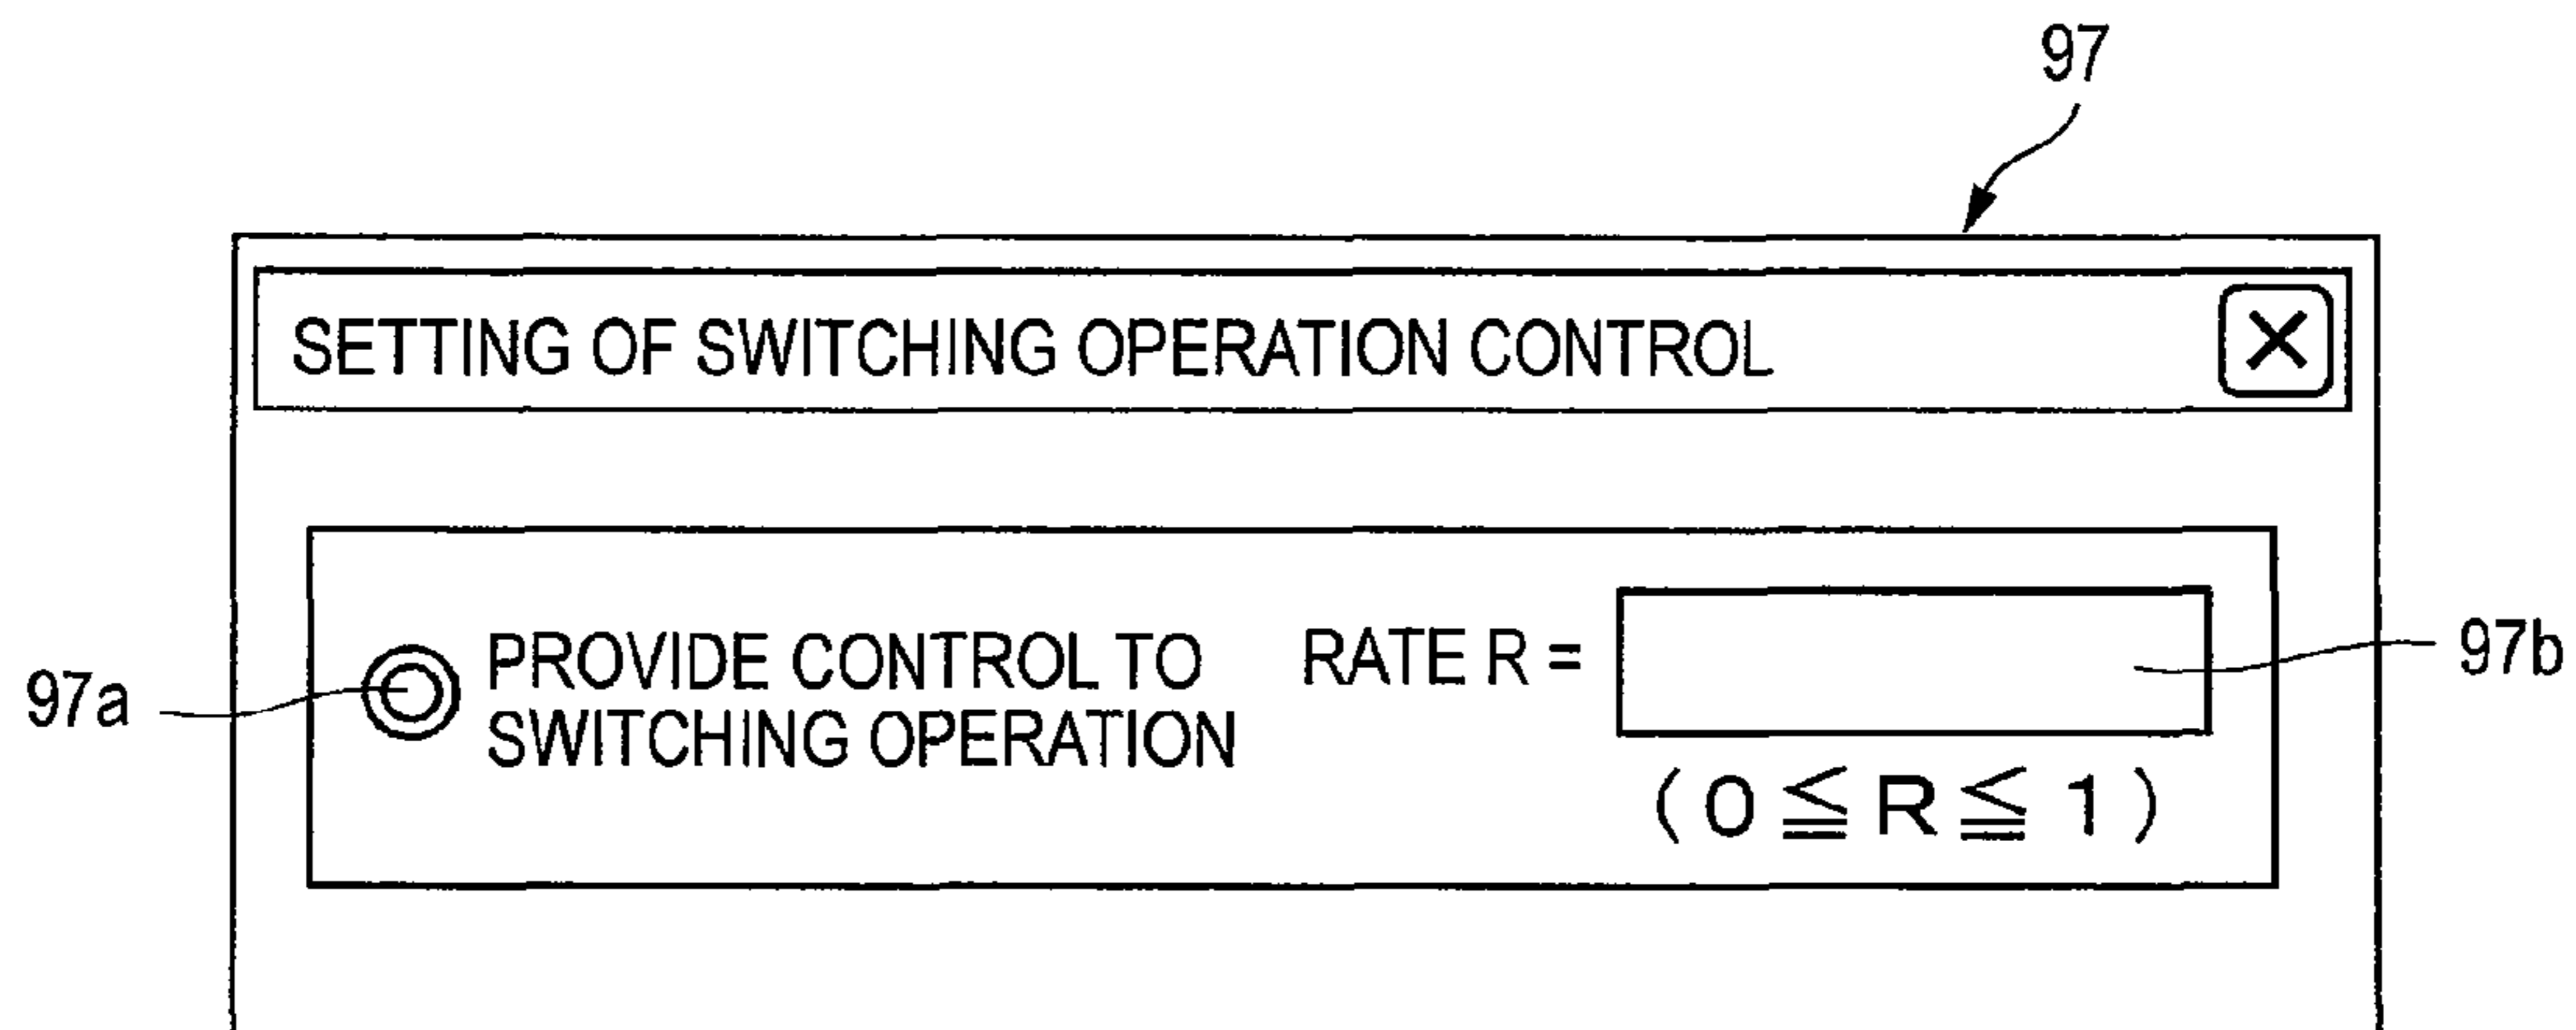 97
SETTING OF SWITCHING OPERATION CONTROL
×
97a
PROVIDE CONTROL TO
SWITCHING OPERATION
RATE R =
97b
(0≦R≦1)